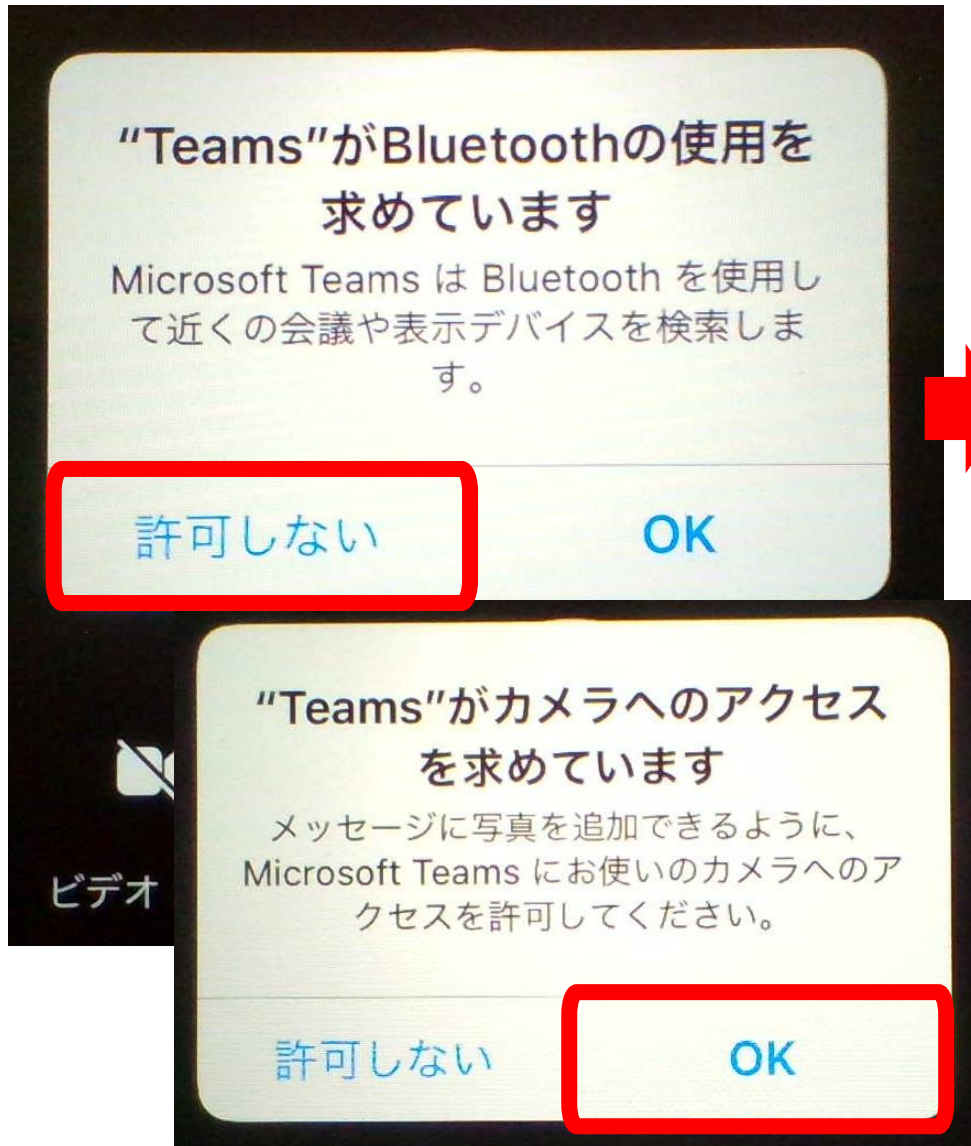 “Teams”がBluetoothの使用を
求めています
Microsoft Teams は Bluetooth を使用し
て近くの会議や表示デバイスを検索しま
す。
許可しない
OK
“Teams”がカメラへのアクセス
を求めています
メッセージに写真を追加できるように、
Microsoft Teams にお使いのカメラへのア
クセスを許可してください。
許可しない
OK
ビデオ